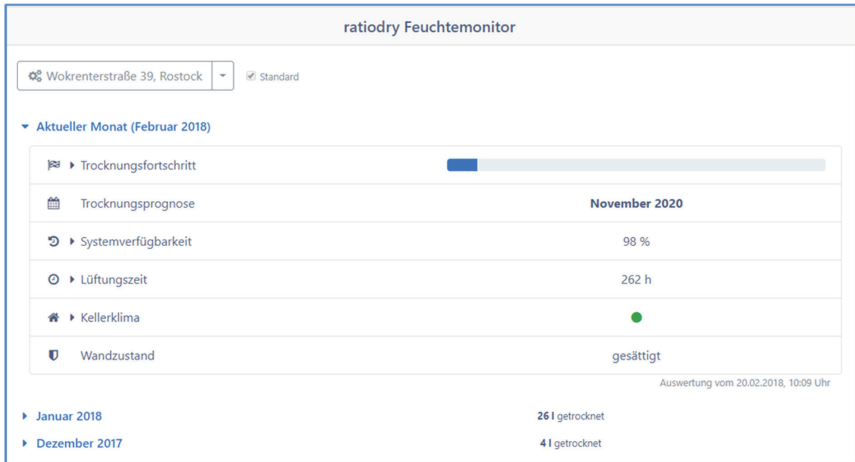 ratiodry Feuchtemonitor
Wokrenterstraße 39, Rostock Standard
Aktueller Monat (Februar 2018)
Trocknungsfortschritt
Trocknungsprognose November 2020
Systemverfügbarkeit 98 %
Lüftungszeit 262 h
Kellerklima
Wandzustand gesättigt
Auswertung vom 20.02.2018, 10:09 Uhr
Januar 2018 26 l getrocknet
Dezember 2017 4 l getrocknet